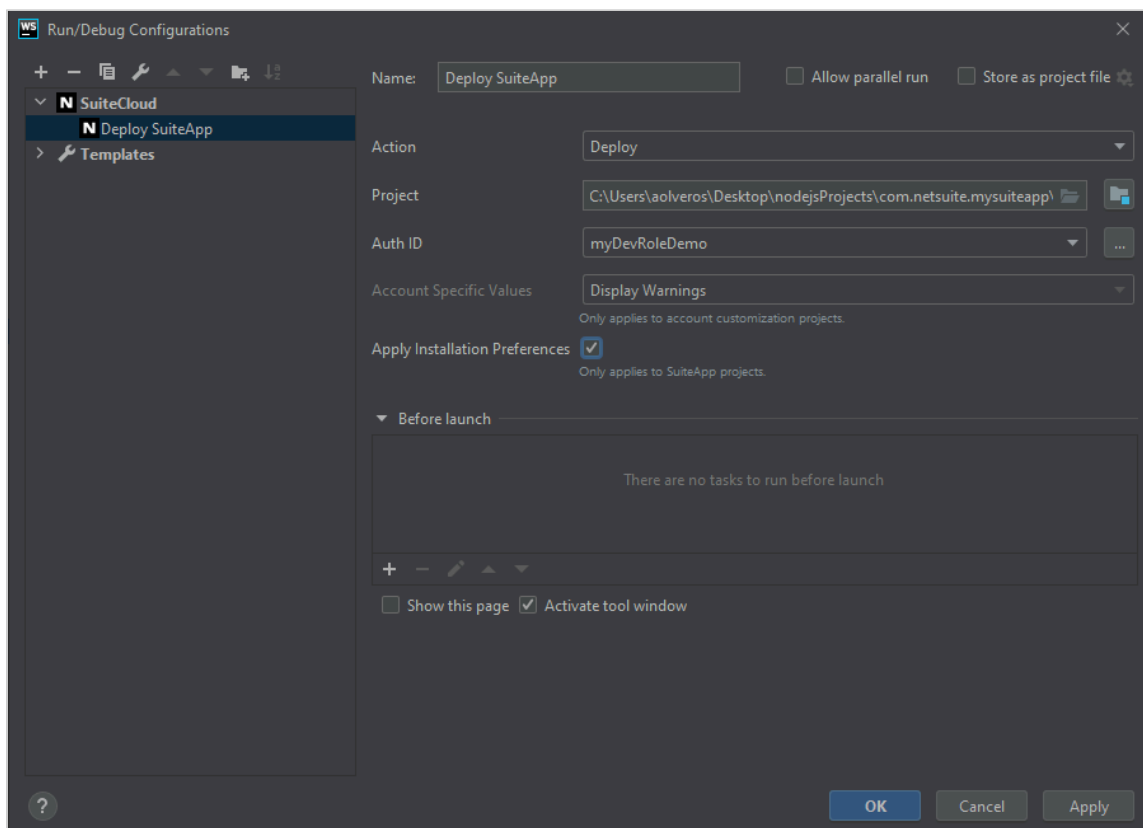 WS Run/Debug Configurations
Name: Deploy SuiteApp Allow parallel run Store as project file
N SuiteCloud
N Deploy SuiteApp
Templates
Action Deploy
Project C:\Users\aolveros\Desktop\nodejsProjects\com.netsuite.mysuiteapp\
Auth ID myDevRoleDemo ...
Account Specific Values Display Warnings
Only applies to account customization projects.
Apply Installation Preferences
Only applies to SuiteApp projects.
Before launch
There are no tasks to run before launch
Show this page Activate tool window
? OK Cancel Apply